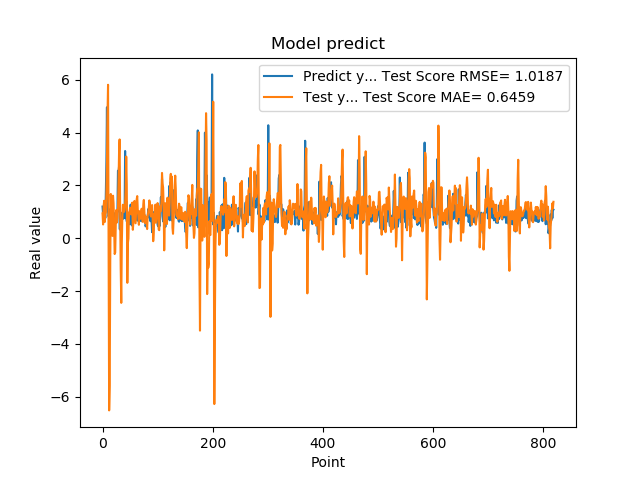 Model predict
Predict y... Test Score RMSE= 1.0187
Test y... Test Score MAE= 0.6459
6
4
2
0
−2
−4
−6
Real value
0 200 400 600 800
Point